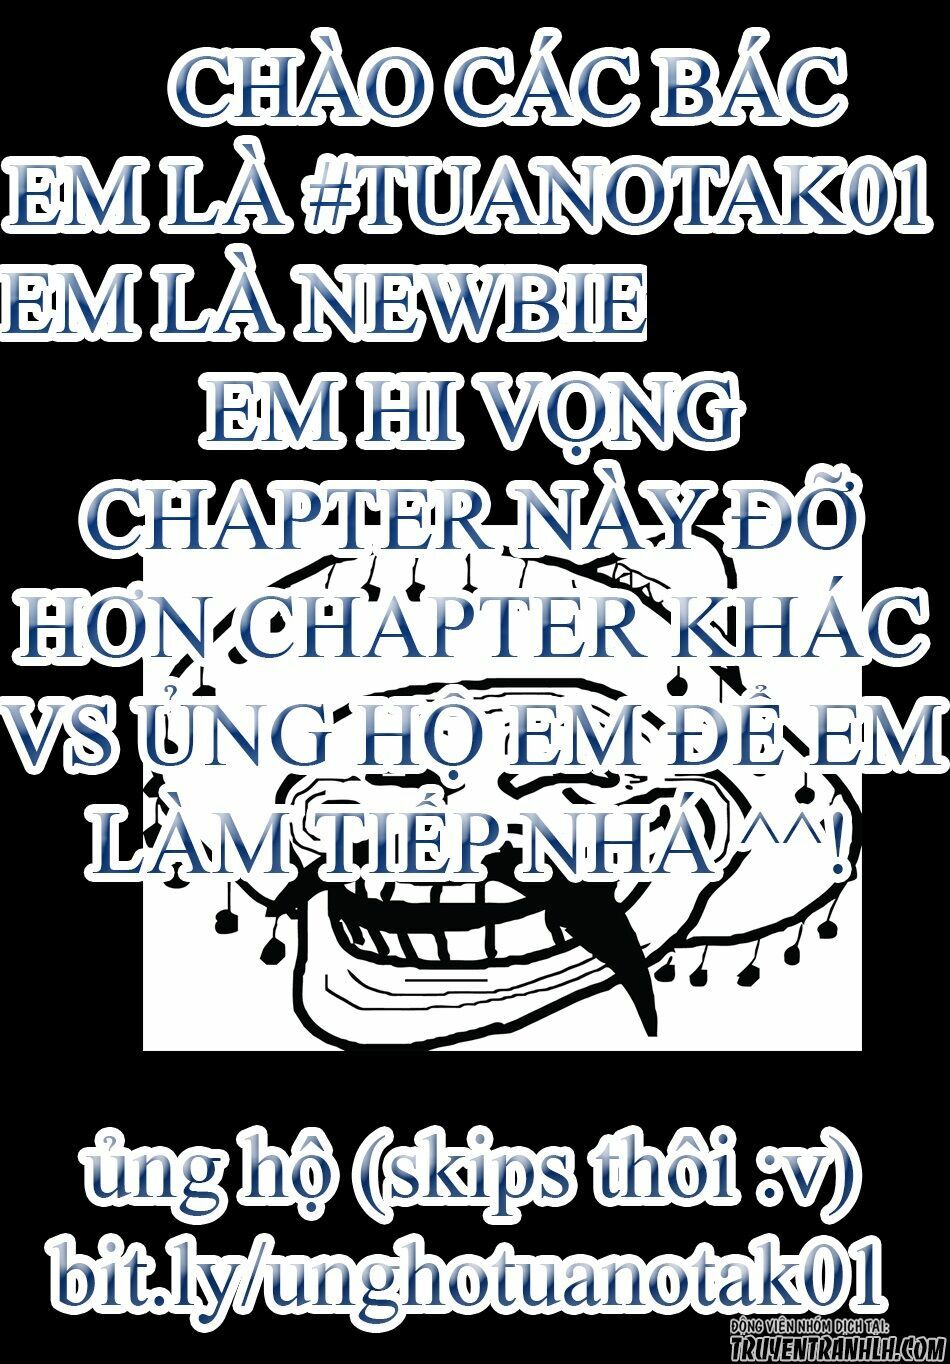 CHÀO CÁC BÁC
EM LÀ #TUANOTAK01
EM LÀ NEWBIE
EM HI VỌNG
CHAPTER NÀY ĐỠ
HƠN CHAPTER KHÁC
VS ỦNG HỘ EM ĐỂ EM
LÀM TIẾP NHÁ ^^!
ủng hộ (skips thôi :v)
bit.ly/unghotuanotak01
ĐỘNG VIÊN NHÓM DỊCH TẠI:
TRUYENTRANHLH.COM